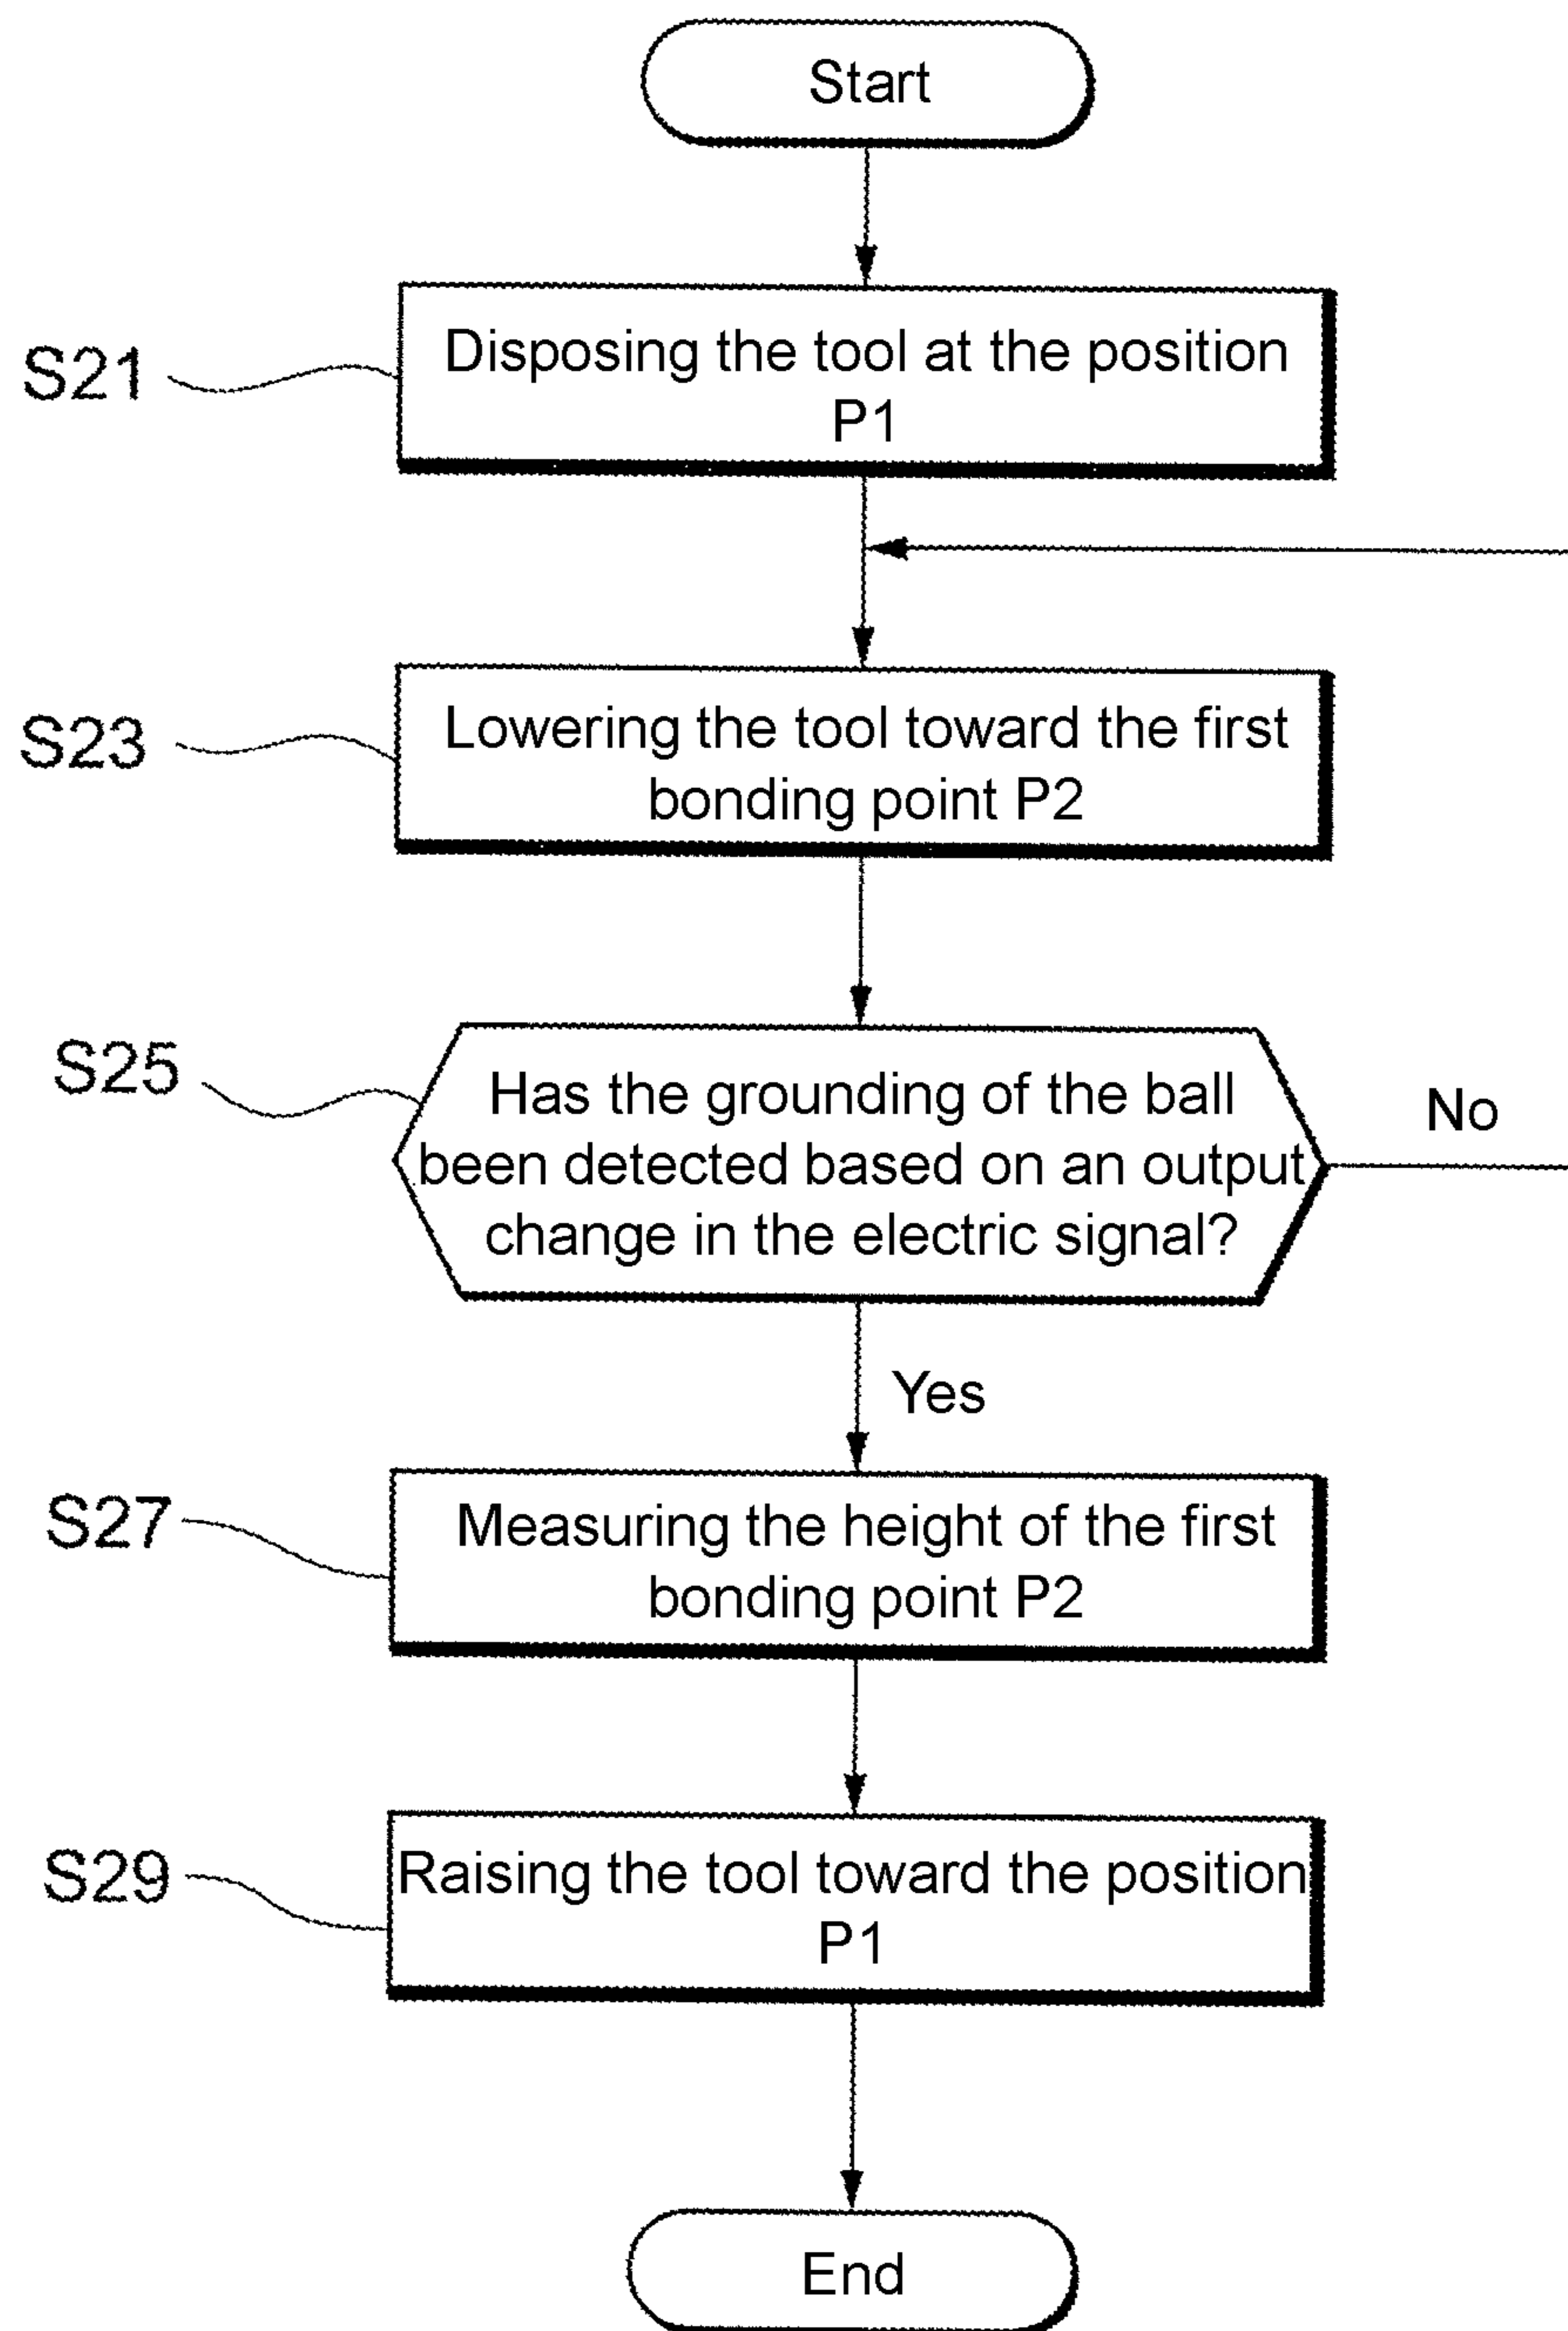 Start
S21
Disposing the tool at the position
P1
S23
Lowering the tool toward the first
bonding point P2
S25
Has the grounding of the ball
been detected based on an output
change in the electric signal?
No
Yes
S27
Measuring the height of the first
bonding point P2
S29
Raising the tool toward the position
P1
End